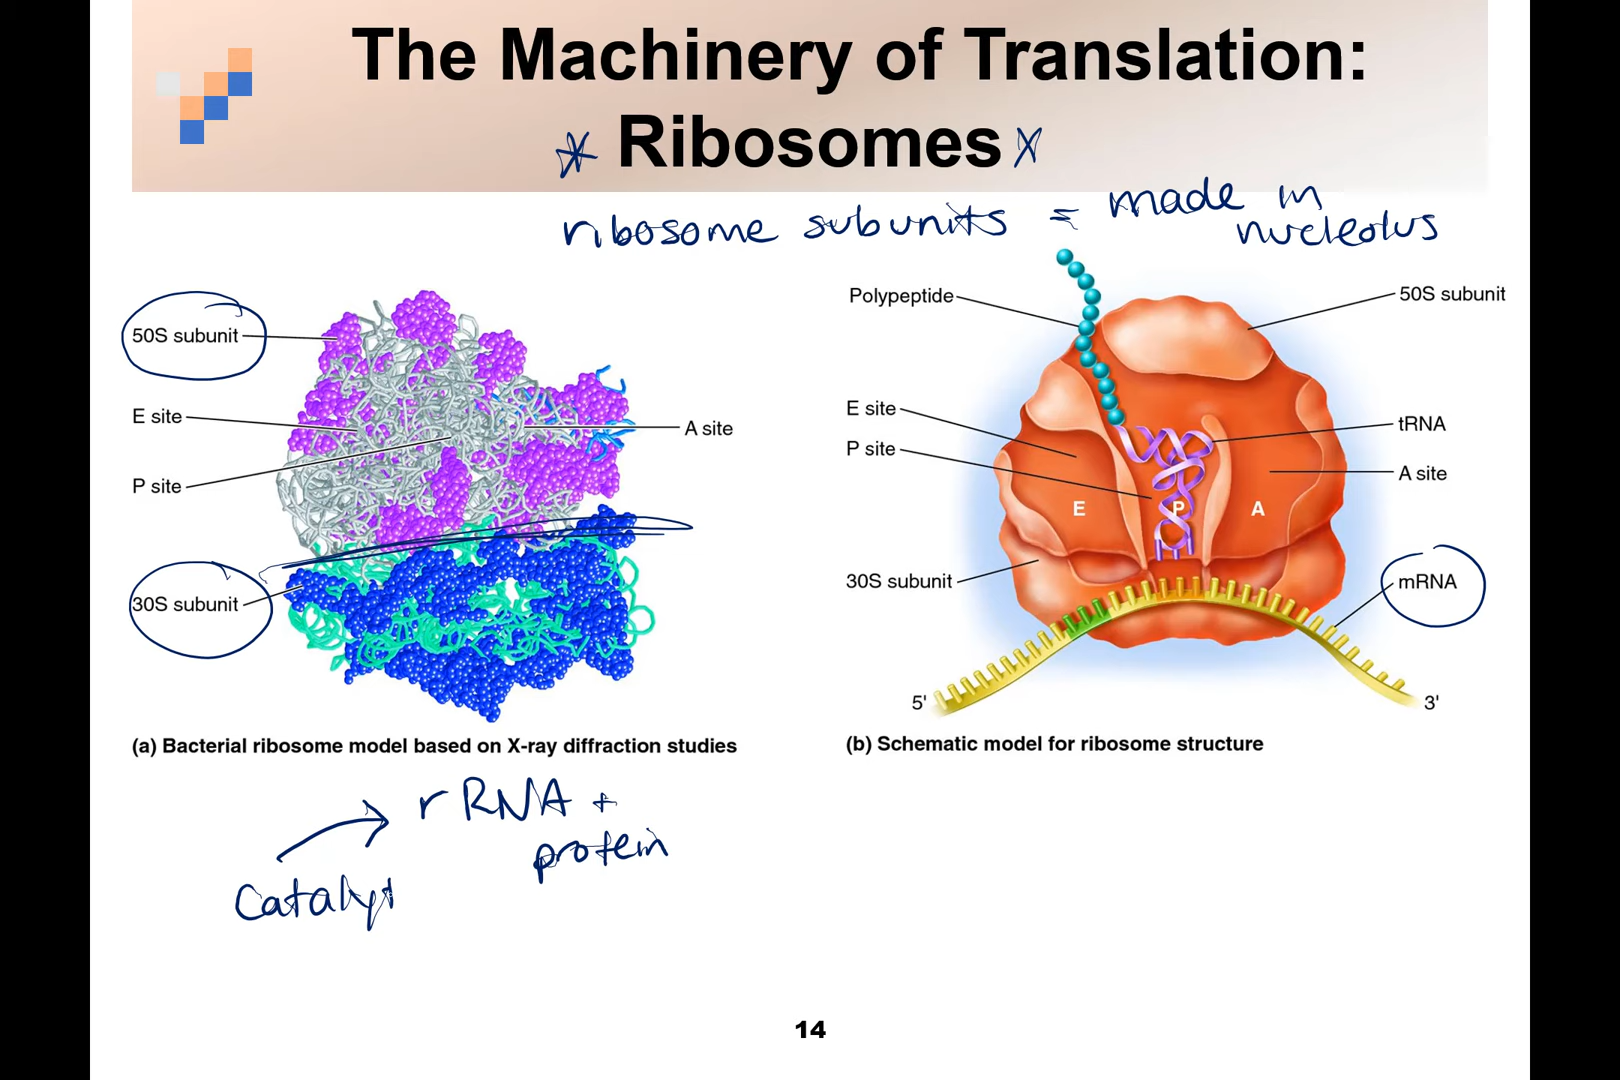 The Machinery of Translation:
* Ribosomes *
ribosome subunits = made in
nucleolus
50S subunit
E site
P site
A site
30S subunit
(a) Bacterial ribosome model based on X-ray diffraction studies
Polypeptide
50S subunit
E site
P site
tRNA
A site
E
P
A
30S subunit
mRNA
5'
3'
(b) Schematic model for ribosome structure
rRNA +
protein
Catalyt
14